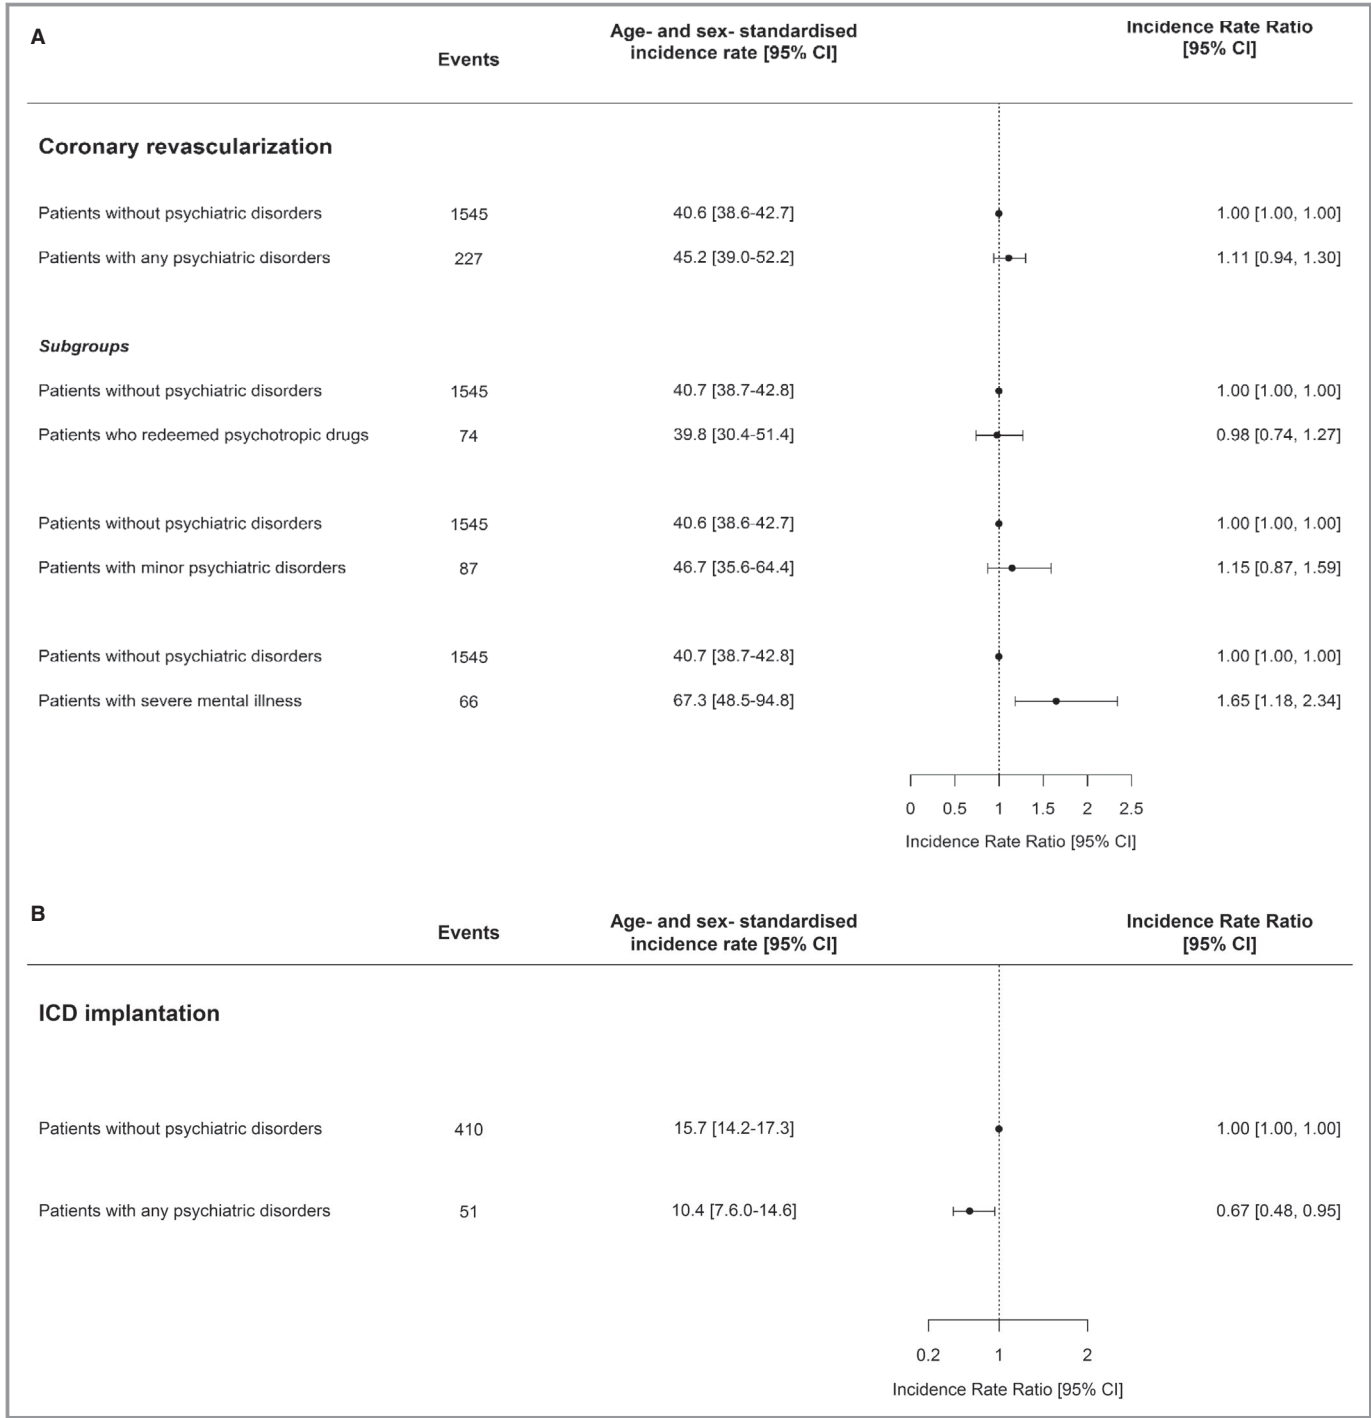 A
Events
Age- and sex- standardised
incidence rate [95% CI]
Incidence Rate Ratio
[95% CI]
Coronary revascularization
Patients without psychiatric disorders 1545 40.6 [38.6-42.7] 1.00 [1.00, 1.00]
Patients with any psychiatric disorders 227 45.2 [39.0-52.2] 1.11 [0.94, 1.30]
Subgroups
Patients without psychiatric disorders 1545 40.7 [38.7-42.8] 1.00 [1.00, 1.00]
Patients who redeemed psychotropic drugs 74 39.8 [30.4-51.4] 0.98 [0.74, 1.27]
Patients without psychiatric disorders 1545 40.6 [38.6-42.7] 1.00 [1.00, 1.00]
Patients with minor psychiatric disorders 87 46.7 [35.6-64.4] 1.15 [0.87, 1.59]
Patients without psychiatric disorders 1545 40.7 [38.7-42.8] 1.00 [1.00, 1.00]
Patients with severe mental illness 66 67.3 [48.5-94.8] 1.65 [1.18, 2.34]
0 0.5 1 1.5 2 2.5
Incidence Rate Ratio [95% CI]
B
Events
Age- and sex- standardised
incidence rate [95% CI]
Incidence Rate Ratio
[95% CI]
ICD implantation
Patients without psychiatric disorders 410 15.7 [14.2-17.3] 1.00 [1.00, 1.00]
Patients with any psychiatric disorders 51 10.4 [7.6.0-14.6] 0.67 [0.48, 0.95]
0.2 1 2
Incidence Rate Ratio [95% CI]